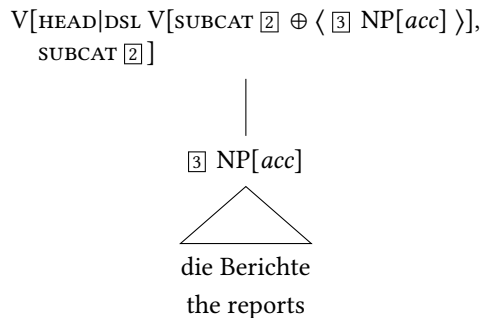 V[HEAD|DSL V[SUBCAT 2 ⊕ ⟨ 3 NP[acc] ⟩],
SUBCAT 2 ]
3 NP[acc]
die Berichte
the reports